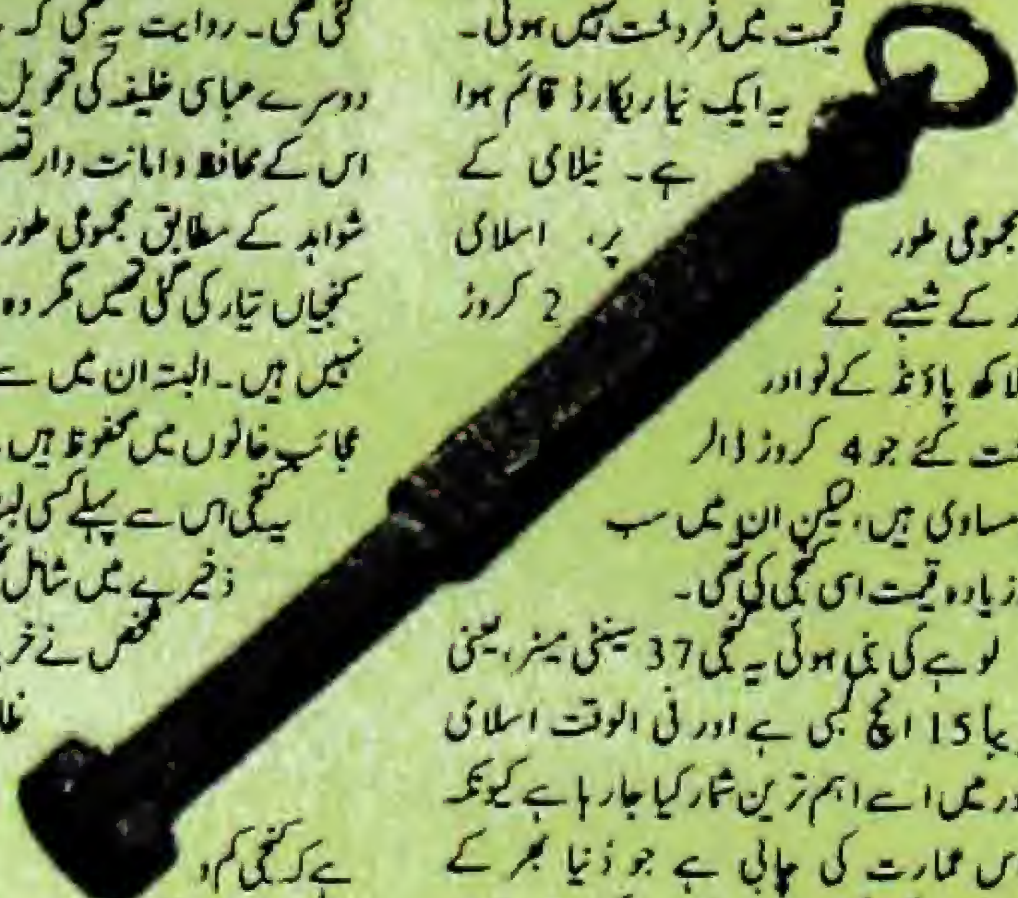 قیمت میں فروخت نہیں ہوئی۔
یہ ایک نیا ریکارڈ قائم ہوا
ہے۔ نیلامی کے
پر، اسلامی
2 کروڑ
مجموعی طور
کے شعبے نے
لاکھ پاؤنڈ کے نوادر
گئے جو 4 کروڑ ڈالر
مساوی ہیں، لیکن ان میں سب
زیادہ قیمت اسی کنجی کی تھی۔
لوہے کی بنی ہوئی یہ کنجی 37 سینٹی میٹر، یعنی
15 انچ لمبی ہے اور فی الوقت اسلامی
میں اسے اہم ترین شمار کیا جارہا ہے کیونکہ
عمارت کی چابی ہے جو دُنیا بھر کے
گئی تھی۔ روایت یہ تھی کہ
دوسرے عباسی خلیفہ کی تحویل
اس کے محافظ و امانت دار
شواہد کے مطابق مجموعی طور
کنجیاں تیار کی گئی تھیں مگر وہ
نہیں ہیں۔ البتہ ان میں سے
عجائب خانوں میں محفوظ ہیں۔
یہ کنجی اس سے پہلے کسی
ذخیرے میں شامل
شخص نے
ہے کہ کنجی کم و